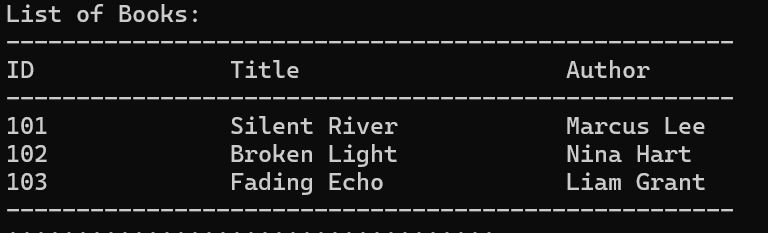 List of Books:
----------------------------------------------------
ID              Title                   Author
----------------------------------------------------
101             Silent River            Marcus Lee
102             Broken Light            Nina Hart
103             Fading Echo             Liam Grant
----------------------------------------------------